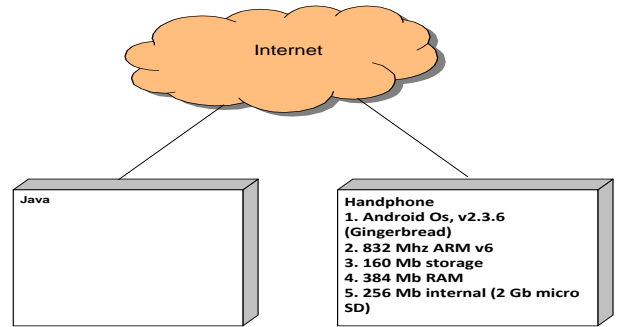 Internet
Java
Handphone
1. Android Os, v2.3.6
(Gingerbread)
2. 832 Mhz ARM v6
3. 160 Mb storage
4. 384 Mb RAM
5. 256 Mb internal (2 Gb micro
SD)